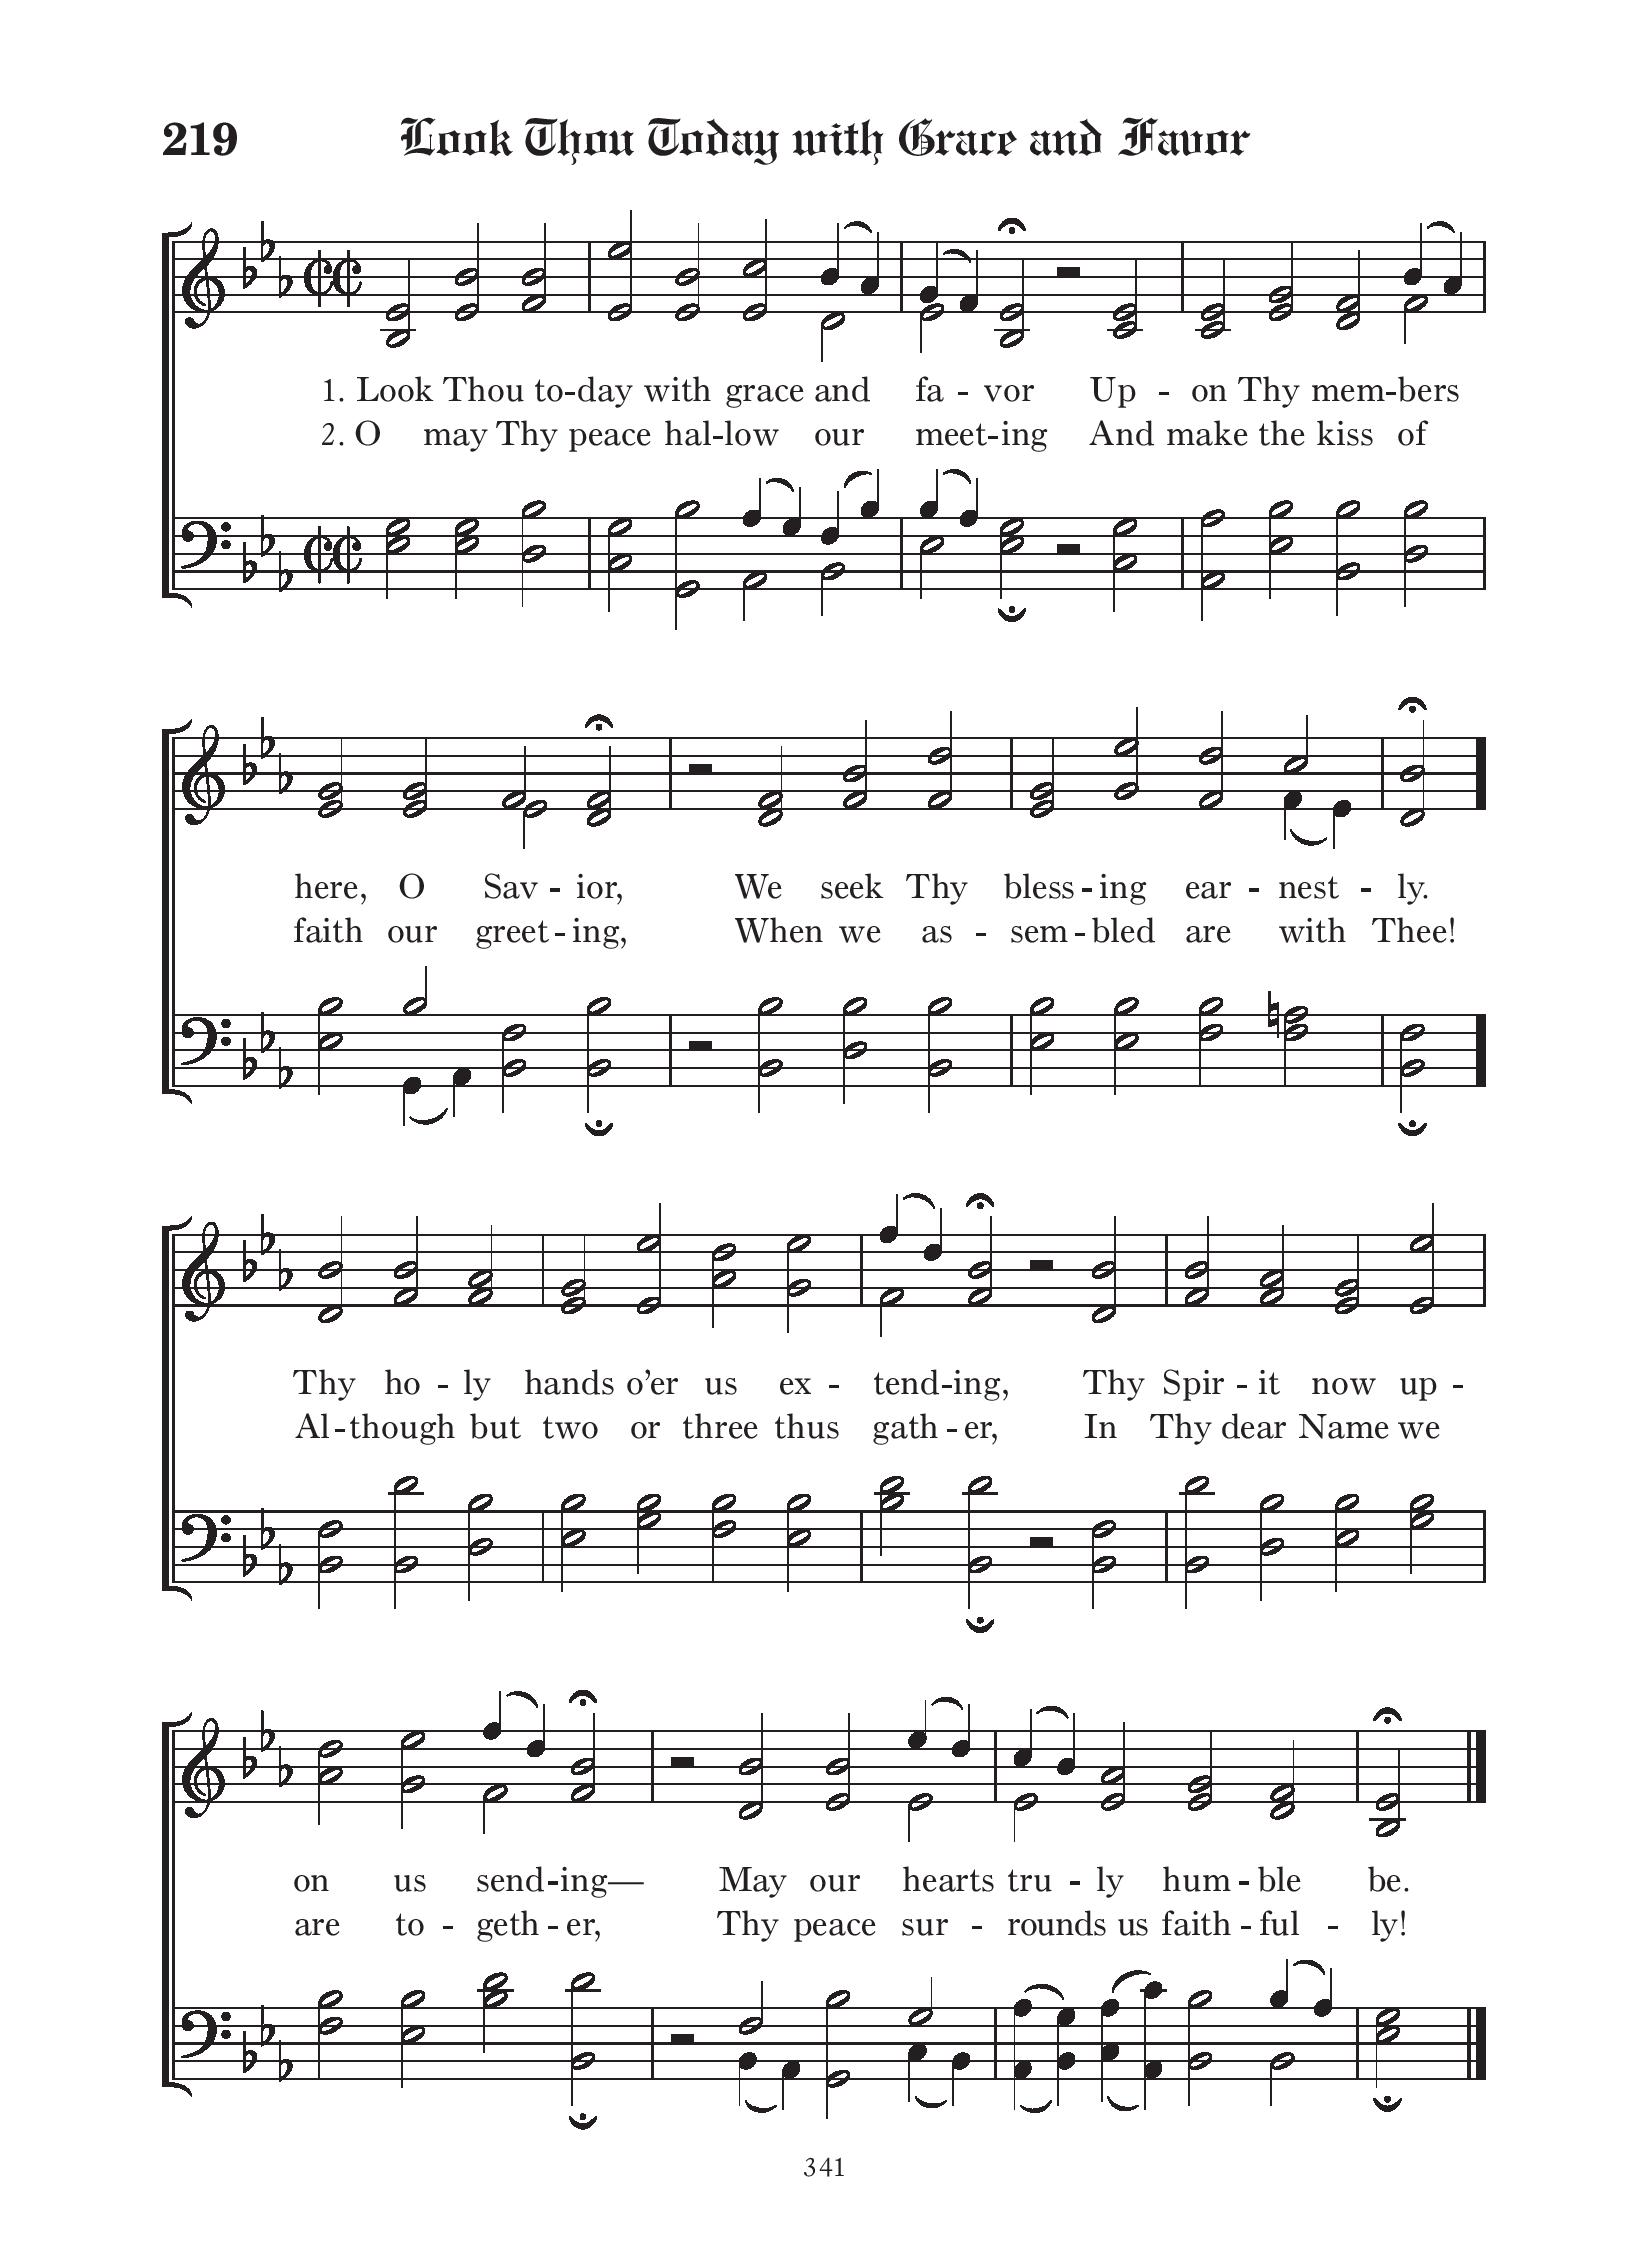 219 Look Thou Today with Grace and Favor
1. Look Thou to-day with grace and fa - vor Up - on Thy mem-bers
2. O may Thy peace hal-low our meet-ing And make the kiss of
here, O Sav - ior, We seek Thy bless - ing ear - nest - ly.
faith our greet - ing, When we as - sem - bled are with Thee!
Thy ho - ly hands o’er us ex - tend-ing, Thy Spir - it now up -
Al - though but two or three thus gath - er, In Thy dear Name we
on us send-ing— May our hearts tru - ly hum - ble be.
are to - geth - er, Thy peace sur - rounds us faith - ful - ly!
341